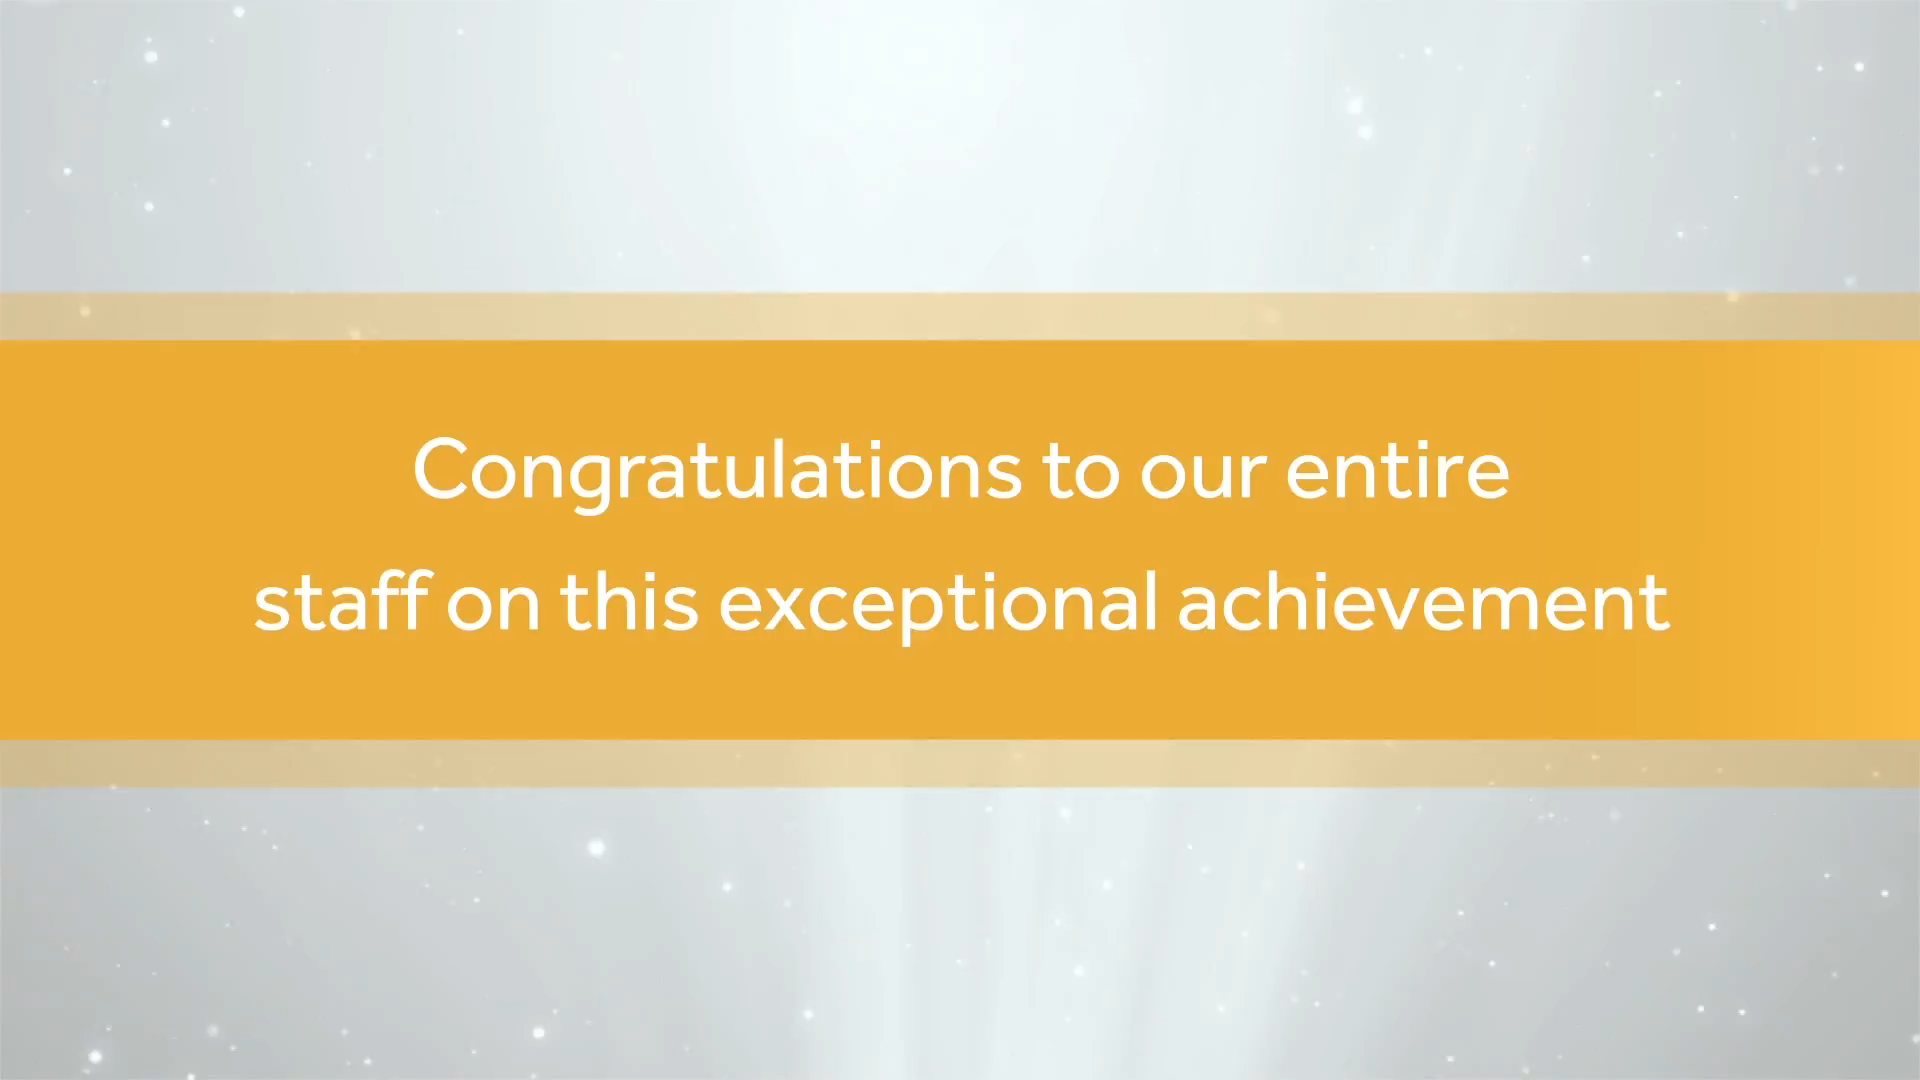 Congratulations to our entire
staff on this exceptional achievement